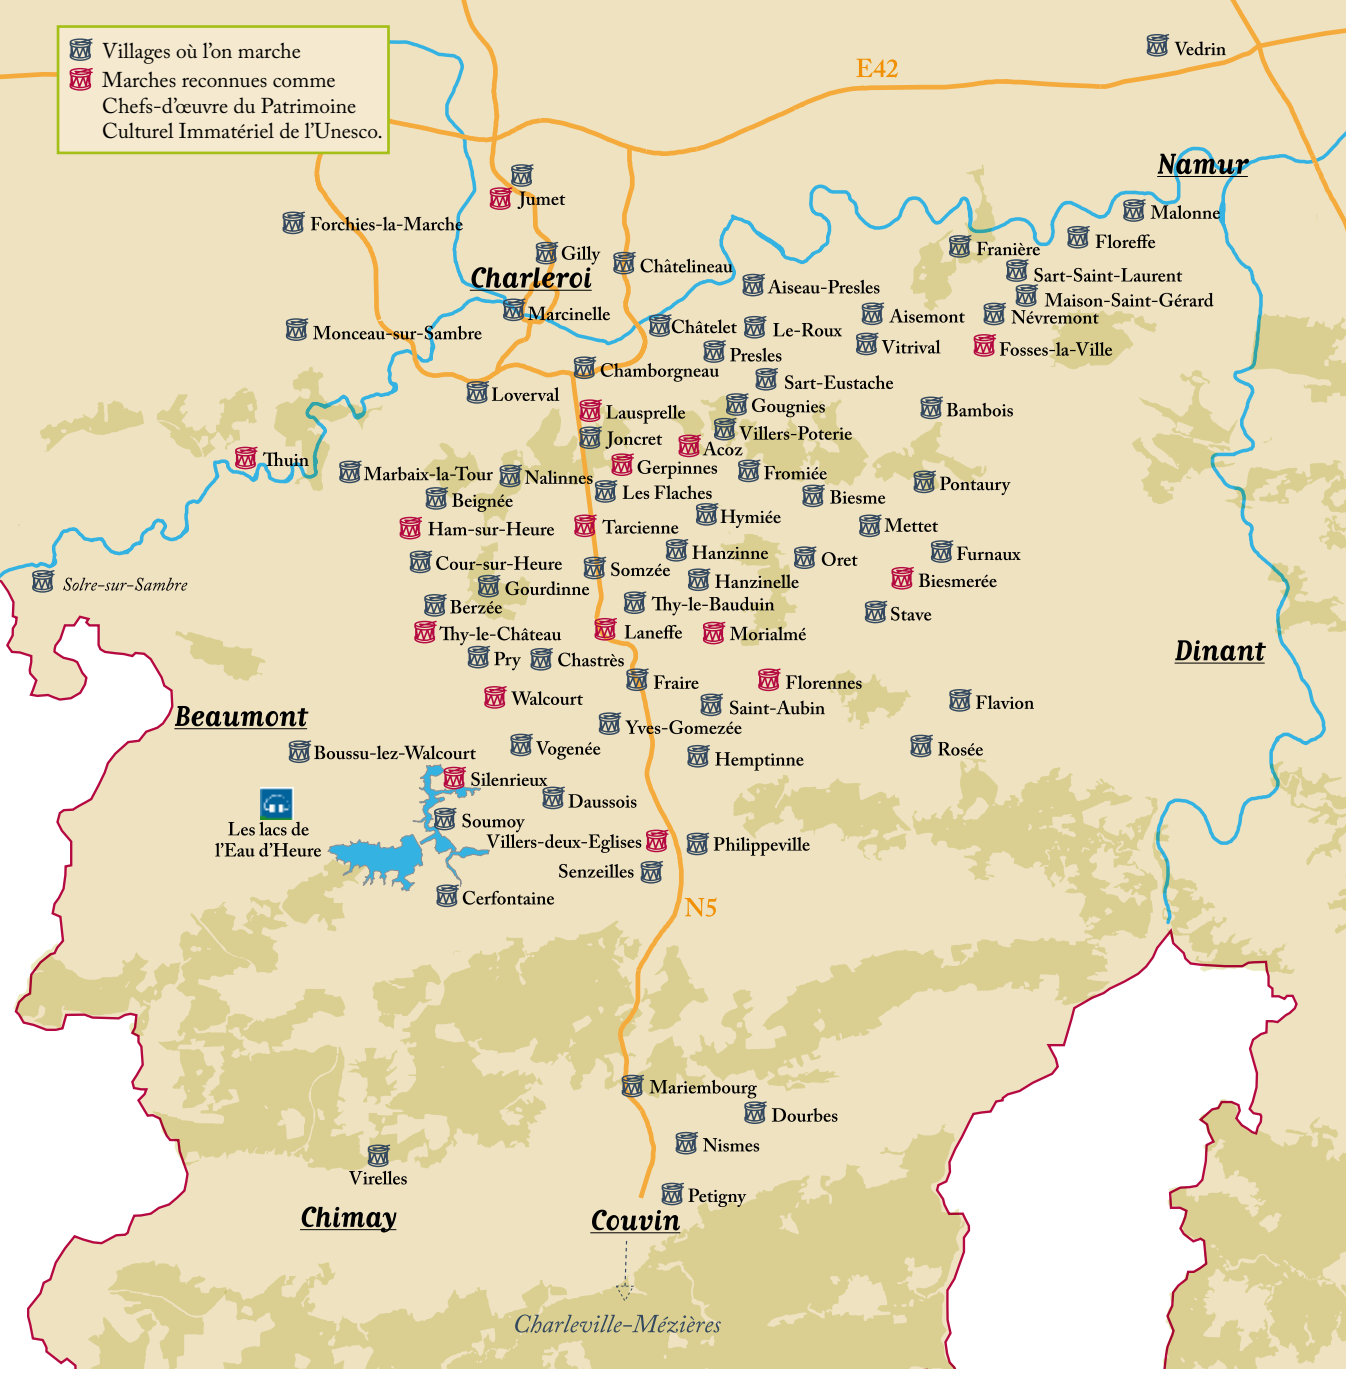 Villages où l'on marche
Marches reconnues comme
Chefs-d'œuvre du Patrimoine
Culturel Immatériel de l'Unesco.
E42
Vedrin
Namur
Jumet
Malonne
Forchies-la-Marche
Floreffe
Gilly
Franière
Châtelineau
Charleroi
Sart-Saint-Laurent
Aiseau-Presles
Maison-Saint-Gérard
Marcinelle
Aisemont
Névremont
Monceau-sur-Sambre
Châtelet
Le-Roux
Vitrival
Fosses-la-Ville
Presles
Chamborgneau
Sart-Eustache
Loverval
Gougnies
Bambois
Lausprelle
Villers-Poterie
Joncret
Acoz
Thuin
Gerpinnes
Marbaix-la-Tour
Nalinnes
Fromiée
Pontaury
Les Flaches
Biesme
Beignée
Hymiée
Ham-sur-Heure
Tarcienne
Mettet
Hanzinne
Furnaux
Cour-sur-Heure
Oret
Somzée
Hanzinelle
Biesmerée
Solre-sur-Sambre
Gourdinne
Berzée
Thy-le-Bauduin
Stave
Thy-le-Château
Laneffe
Morialmé
Dinant
Pry
Chastrès
Fraire
Florennes
Walcourt
Saint-Aubin
Flavion
Beaumont
Yves-Gomezée
Boussu-lez-Walcourt
Vogenée
Rosée
Hemptinne
Silenrieux
Daussois
Les lacs de
l'Eau d'Heure
Soumoy
Villers-deux-Eglises
Philippeville
Senzeilles
Cerfontaine
N5
Mariembourg
Dourbes
Nismes
Virelles
Petigny
Chimay
Couvin
Charleville-Mézières